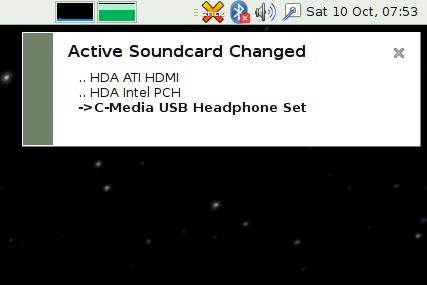 Sat 10 Oct, 07:53
Active Soundcard Changed
.. HDA ATI HDMI
.. HDA Intel PCH
->C-Media USB Headphone Set